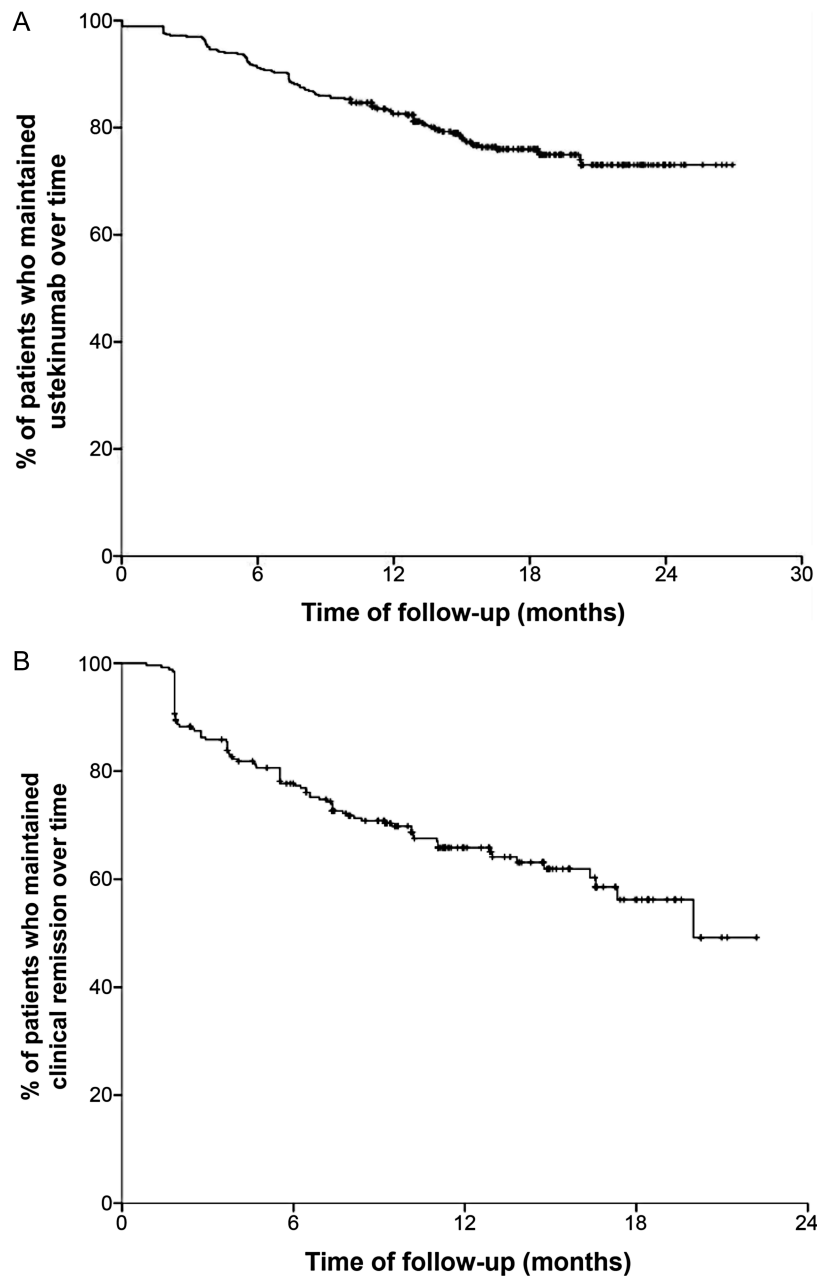 A
100
80
60
40
20
0
% of patients who maintained
ustekinumab over time
0 6 12 18 24 30
Time of follow-up (months)
B
100
80
60
40
20
0
% of patients who maintained
clinical remission over time
0 6 12 18 24
Time of follow-up (months)